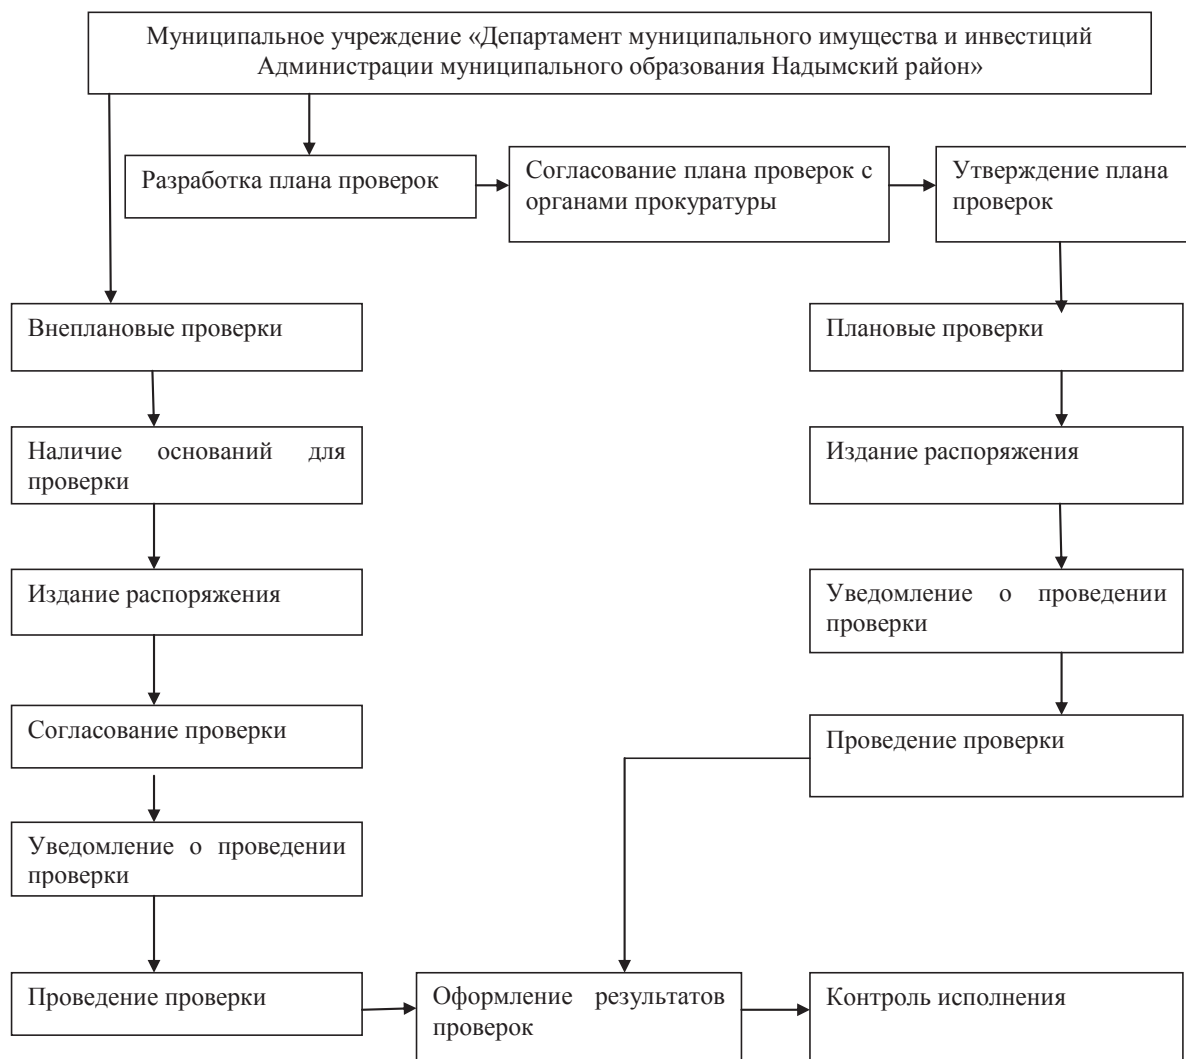 Муниципальное учреждение «Департамент муниципального имущества и инвестиций
Администрации муниципального образования Надымский район»
Разработка плана проверок
Согласование плана проверок с
органами прокуратуры
Утверждение плана
проверок
Внеплановые проверки
Плановые проверки
Наличие оснований для
проверки
Издание распоряжения
Издание распоряжения
Уведомление о проведении
проверки
Согласование проверки
Проведение проверки
Уведомление о проведении
проверки
Проведение проверки
Оформление результатов
проверок
Контроль исполнения